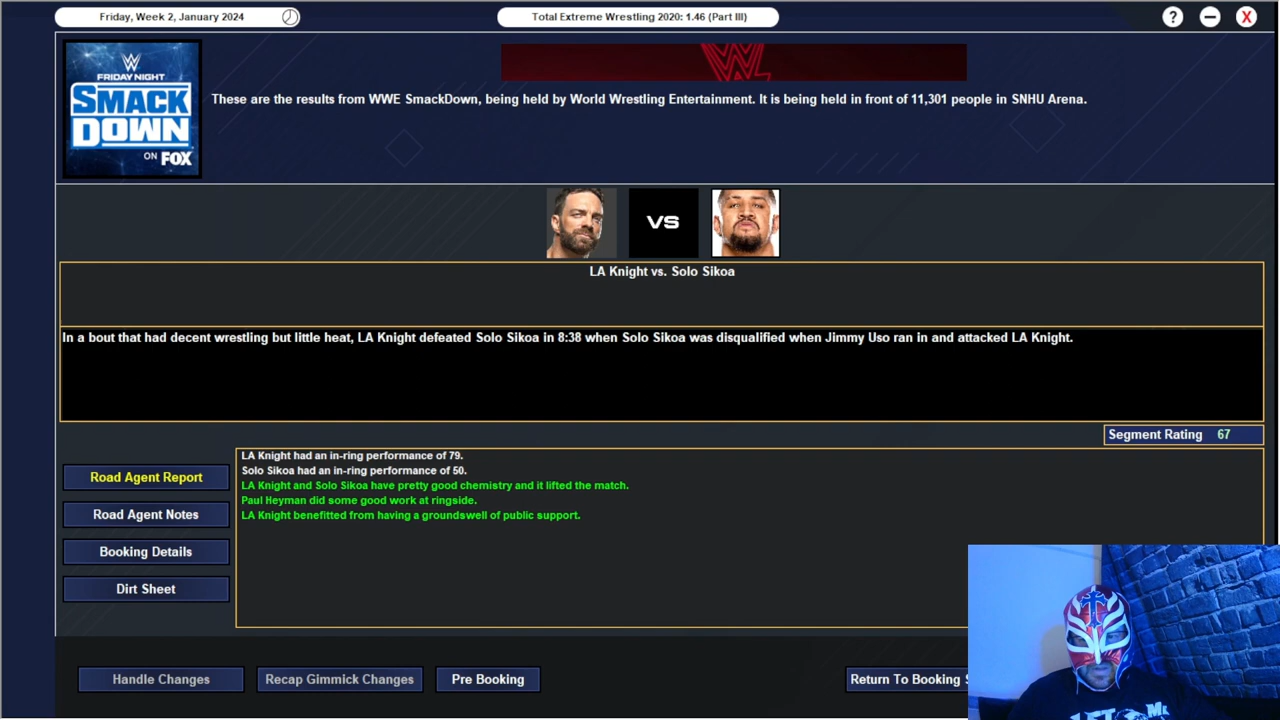 Friday, Week 2, January 2024
Total Extreme Wrestling 2020: 1.46 (Part III)
?
X
W
FRIDAY NIGHT
SMACK
DOWN
ON FOX
These are the results from WWE SmackDown, being held by World Wrestling Entertainment. It is being held in front of 11,301 people in SNHU Arena.
VS
LA Knight vs. Solo Sikoa
In a bout that had decent wrestling but little heat, LA Knight defeated Solo Sikoa in 8:38 when Solo Sikoa was disqualified when Jimmy Uso ran in and attacked LA Knight.
Segment Rating 67
Road Agent Report
Road Agent Notes
Booking Details
Dirt Sheet
LA Knight had an in-ring performance of 79.
Solo Sikoa had an in-ring performance of 50.
LA Knight and Solo Sikoa have pretty good chemistry and it lifted the match.
Paul Heyman did some good work at ringside.
LA Knight benefitted from having a groundswell of public support.
Handle Changes
Recap Gimmick Changes
Pre Booking
Return To Booking S